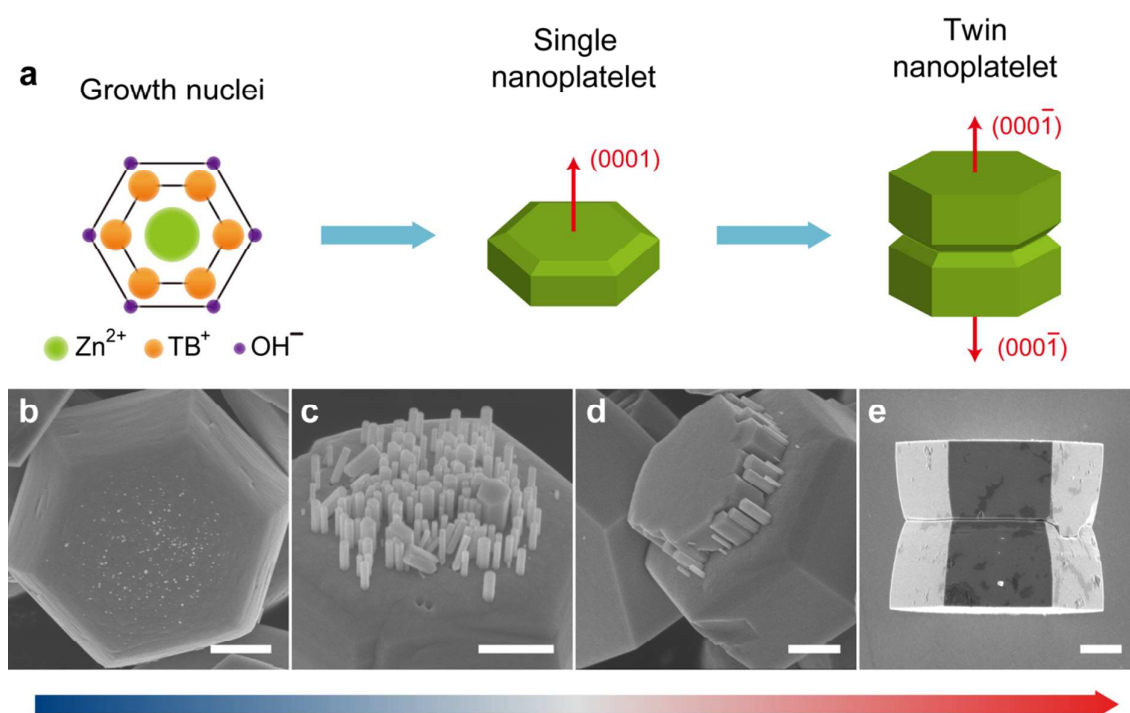 a
Growth nuclei
Single
nanoplatelet
Twin
nanoplatelet
(0001)
(0001̅)
(0001̅)
Zn²⁺
TB⁺
OH⁻
b
c
d
e